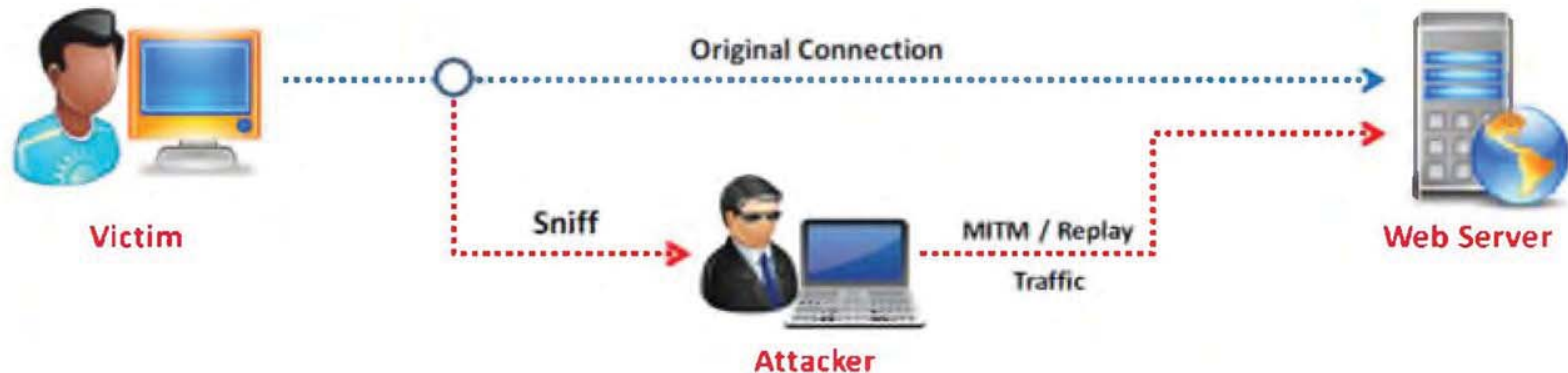 Original Connection
Victim
Sniff
MITM / Replay
Traffic
Web Server
Attacker